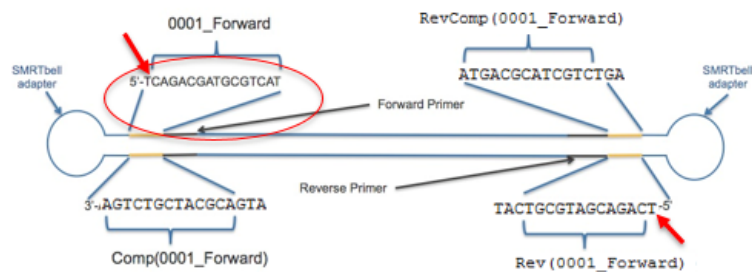 0001_Forward
RevComp(0001_Forward)
SMRTbell
adapter
5'-TCAGACGATGCGTCAT
ATGACGCATCGTCTGA
SMRTbell
adapter
Forward Primer
Reverse Primer
3'-AGTCTGCTACGCAGTA
TACTGCGTAGCAGACT-5'
Comp(0001_Forward)
Rev(0001_Forward)